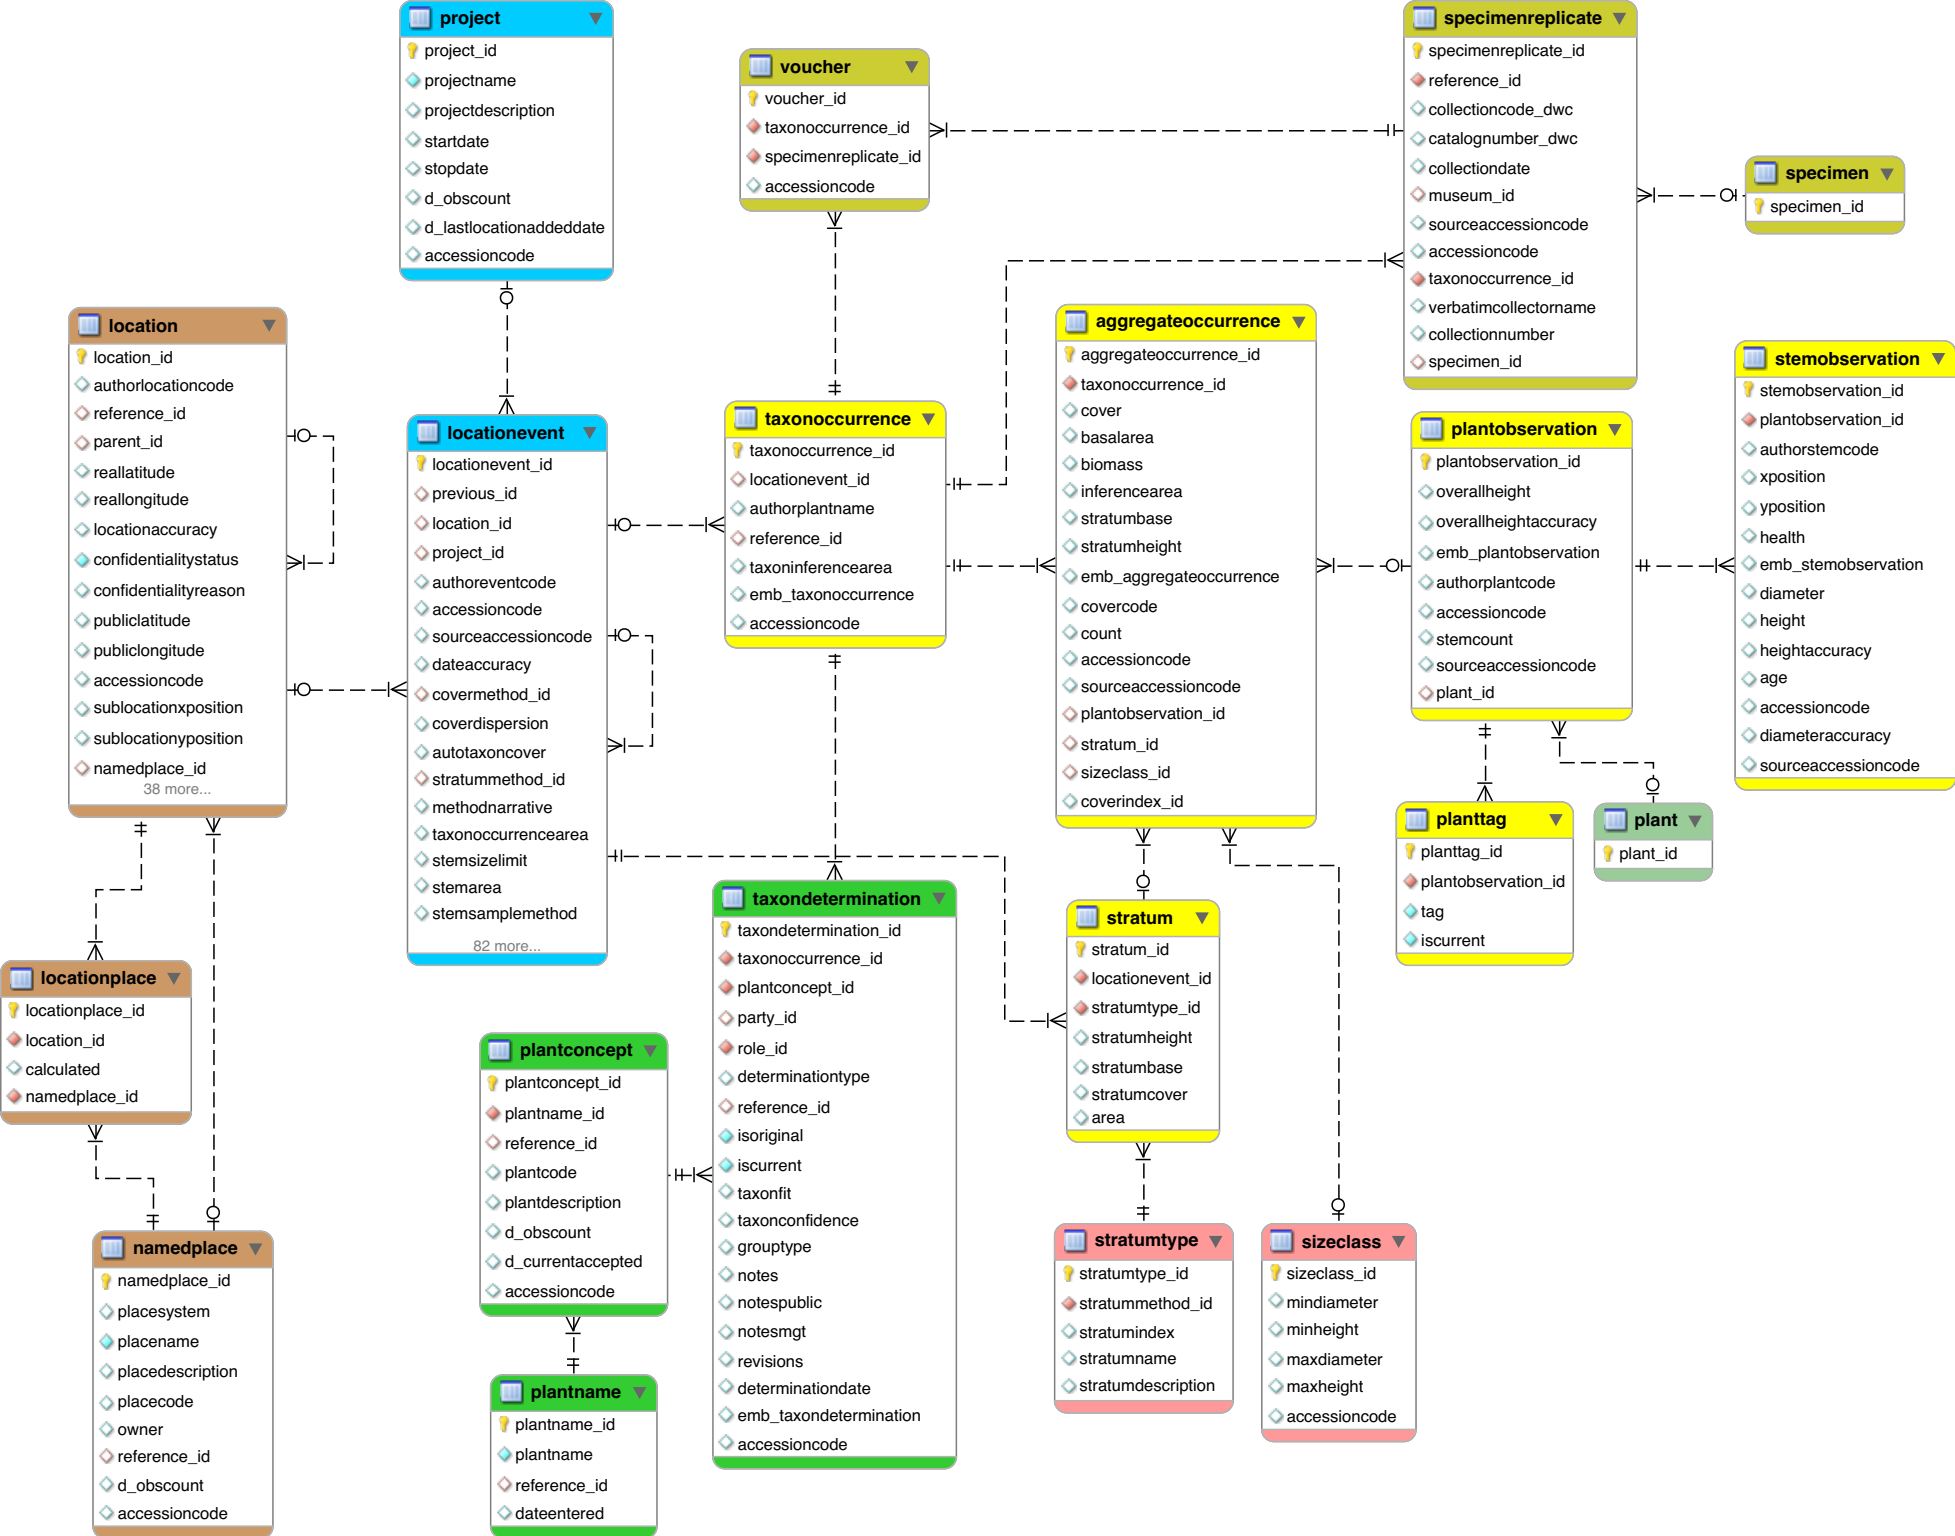 project
project_id
projectname
projectdescription
startdate
stopdate
d_obscount
d_lastlocationaddeddate
accessioncode
voucher
voucher_id
taxonoccurrence_id
specimenreplicate_id
accessioncode
specimenreplicate
specimenreplicate_id
reference_id
collectioncode_dwc
catalognumber_dwc
collectiondate
museum_id
sourceaccessioncode
accessioncode
taxonoccurrence_id
verbatimcollectorname
collectionnumber
specimen_id
specimen
specimen_id
location
location_id
authorlocationcode
reference_id
parent_id
reallatitude
reallongitude
locationaccuracy
confidentialitystatus
confidentialityreason
publiclatitude
publiclongitude
accessioncode
sublocationxposition
sublocationyposition
namedplace_id
38 more...
locationevent
locationevent_id
previous_id
location_id
project_id
authoreventcode
accessioncode
sourceaccessioncode
dateaccuracy
covermethod_id
coverdispersion
autotaxoncover
stratummethod_id
methodnarrative
taxonoccurrencearea
stemsizelimit
stemarea
stemsamplemethod
82 more...
taxonoccurrence
taxonoccurrence_id
locationevent_id
authorplantname
reference_id
taxoninferencearea
emb_taxonoccurrence
accessioncode
aggregateoccurrence
aggregateoccurrence_id
taxonoccurrence_id
cover
basalarea
biomass
inferencearea
stratumbase
stratumheight
emb_aggregateoccurrence
covercode
count
accessioncode
sourceaccessioncode
plantobservation_id
stratum_id
sizeclass_id
coverindex_id
plantobservation
plantobservation_id
overallheight
overallheightaccuracy
emb_plantobservation
authorplantcode
accessioncode
stemcount
sourceaccessioncode
plant_id
stemobservation
stemobservation_id
plantobservation_id
authorstemcode
xposition
yposition
health
emb_stemobservation
diameter
height
heightaccuracy
age
accessioncode
diameteraccuracy
sourceaccessioncode
planttag
planttag_id
plantobservation_id
tag
iscurrent
plant
plant_id
locationplace
locationplace_id
location_id
calculated
namedplace_id
namedplace
namedplace_id
placesystem
placename
placedescription
placecode
owner
reference_id
d_obscount
accessioncode
plantconcept
plantconcept_id
plantname_id
reference_id
plantcode
plantdescription
d_obscount
d_currentaccepted
accessioncode
plantname
plantname_id
plantname
reference_id
dateentered
taxondetermination
taxondetermination_id
taxonoccurrence_id
plantconcept_id
party_id
role_id
determinationtype
reference_id
isoriginal
iscurrent
taxonfit
taxonconfidence
grouptype
notes
notespublic
notesmgt
revisions
determinationdate
emb_taxondetermination
accessioncode
stratum
stratum_id
locationevent_id
stratumtype_id
stratumheight
stratumbase
stratumcover
area
stratumtype
stratumtype_id
stratummethod_id
stratumindex
stratumname
stratumdescription
sizeclass
sizeclass_id
mindiameter
minheight
maxdiameter
maxheight
accessioncode